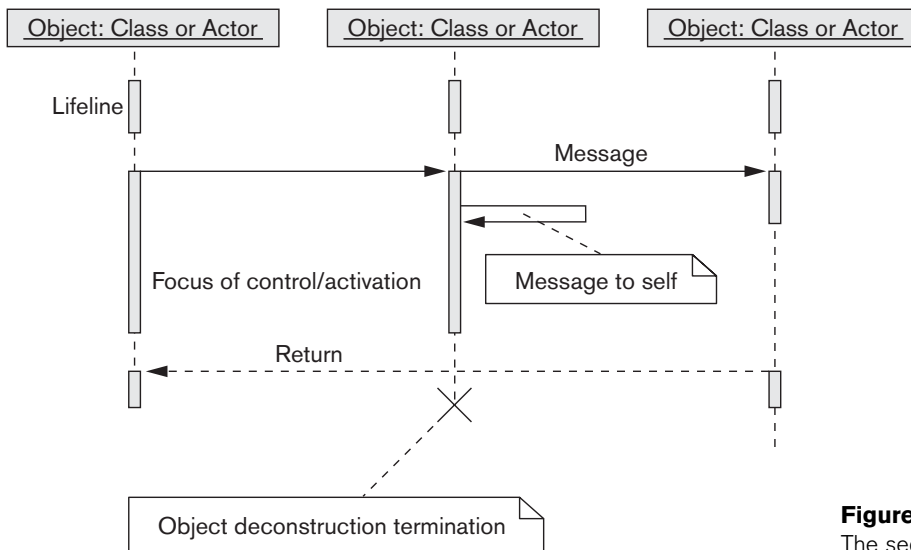 Object: Class or Actor
Object: Class or Actor
Object: Class or Actor
Lifeline
Message
Focus of control/activation
Message to self
Return
Object deconstruction termination
Figure
The se